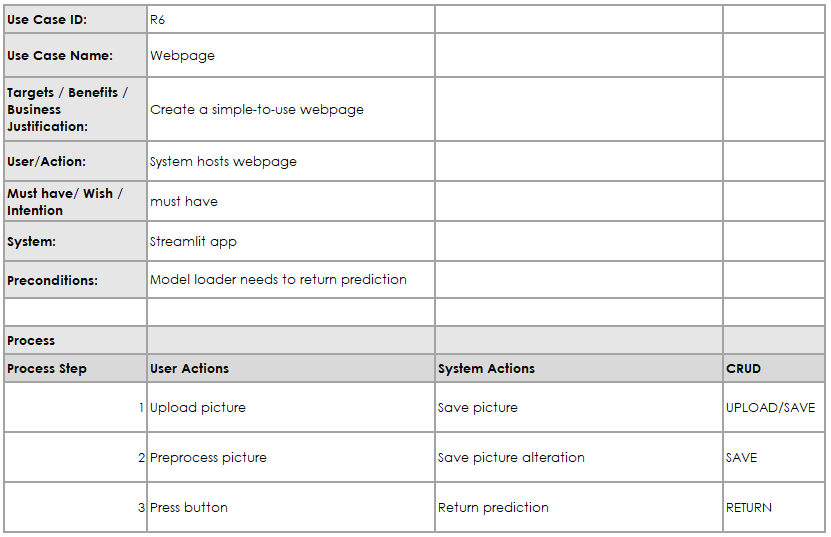 Use Case ID: R6
Use Case Name: Webpage
Targets / Benefits /
Business
Justification:
Create a simple-to-use webpage
User/Action: System hosts webpage
Must have/ Wish /
Intention
must have
System: Streamlit app
Preconditions: Model loader needs to return prediction
Process
Process Step User Actions System Actions CRUD
1 Upload picture Save picture UPLOAD/SAVE
2 Preprocess picture Save picture alteration SAVE
3 Press button Return prediction RETURN